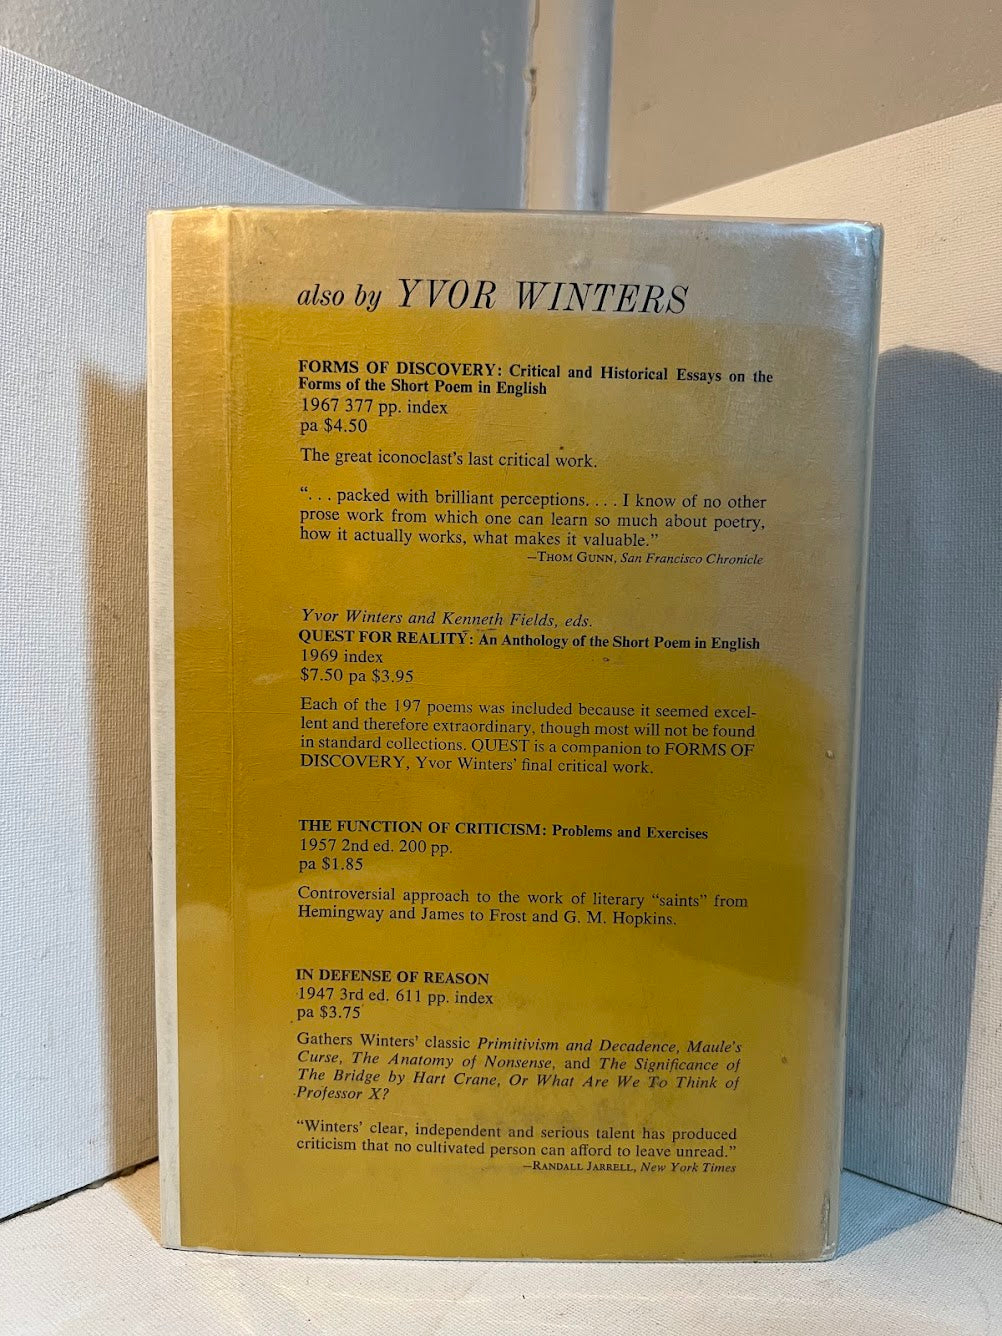 also by YVOR WINTERS
FORMS OF DISCOVERY: Critical and Historical Essays on the
Forms of the Short Poem in English
1967 377 pp. index
pa $4.50
The great iconoclast's last critical work.
“. . . packed with brilliant perceptions. . . . I know of no other
prose work from which one can learn so much about poetry,
how it actually works, what makes it valuable.”
—THOM GUNN, San Francisco Chronicle
Yvor Winters and Kenneth Fields, eds.
QUEST FOR REALITY: An Anthology of the Short Poem in English
1969 index
$7.50 pa $3.95
Each of the 197 poems was included because it seemed excel-
lent and therefore extraordinary, though most will not be found
in standard collections. QUEST is a companion to FORMS OF
DISCOVERY, Yvor Winters' final critical work.
THE FUNCTION OF CRITICISM: Problems and Exercises
1957 2nd ed. 200 pp.
pa $1.85
Controversial approach to the work of literary “saints” from
Hemingway and James to Frost and G. M. Hopkins.
IN DEFENSE OF REASON
1947 3rd ed. 611 pp. index
pa $3.75
Gathers Winters' classic Primitivism and Decadence, Maule's
Curse, The Anatomy of Nonsense, and The Significance of
The Bridge by Hart Crane, Or What Are We To Think of
Professor X?
“Winters' clear, independent and serious talent has produced
criticism that no cultivated person can afford to leave unread.”
—RANDALL JARRELL, New York Times